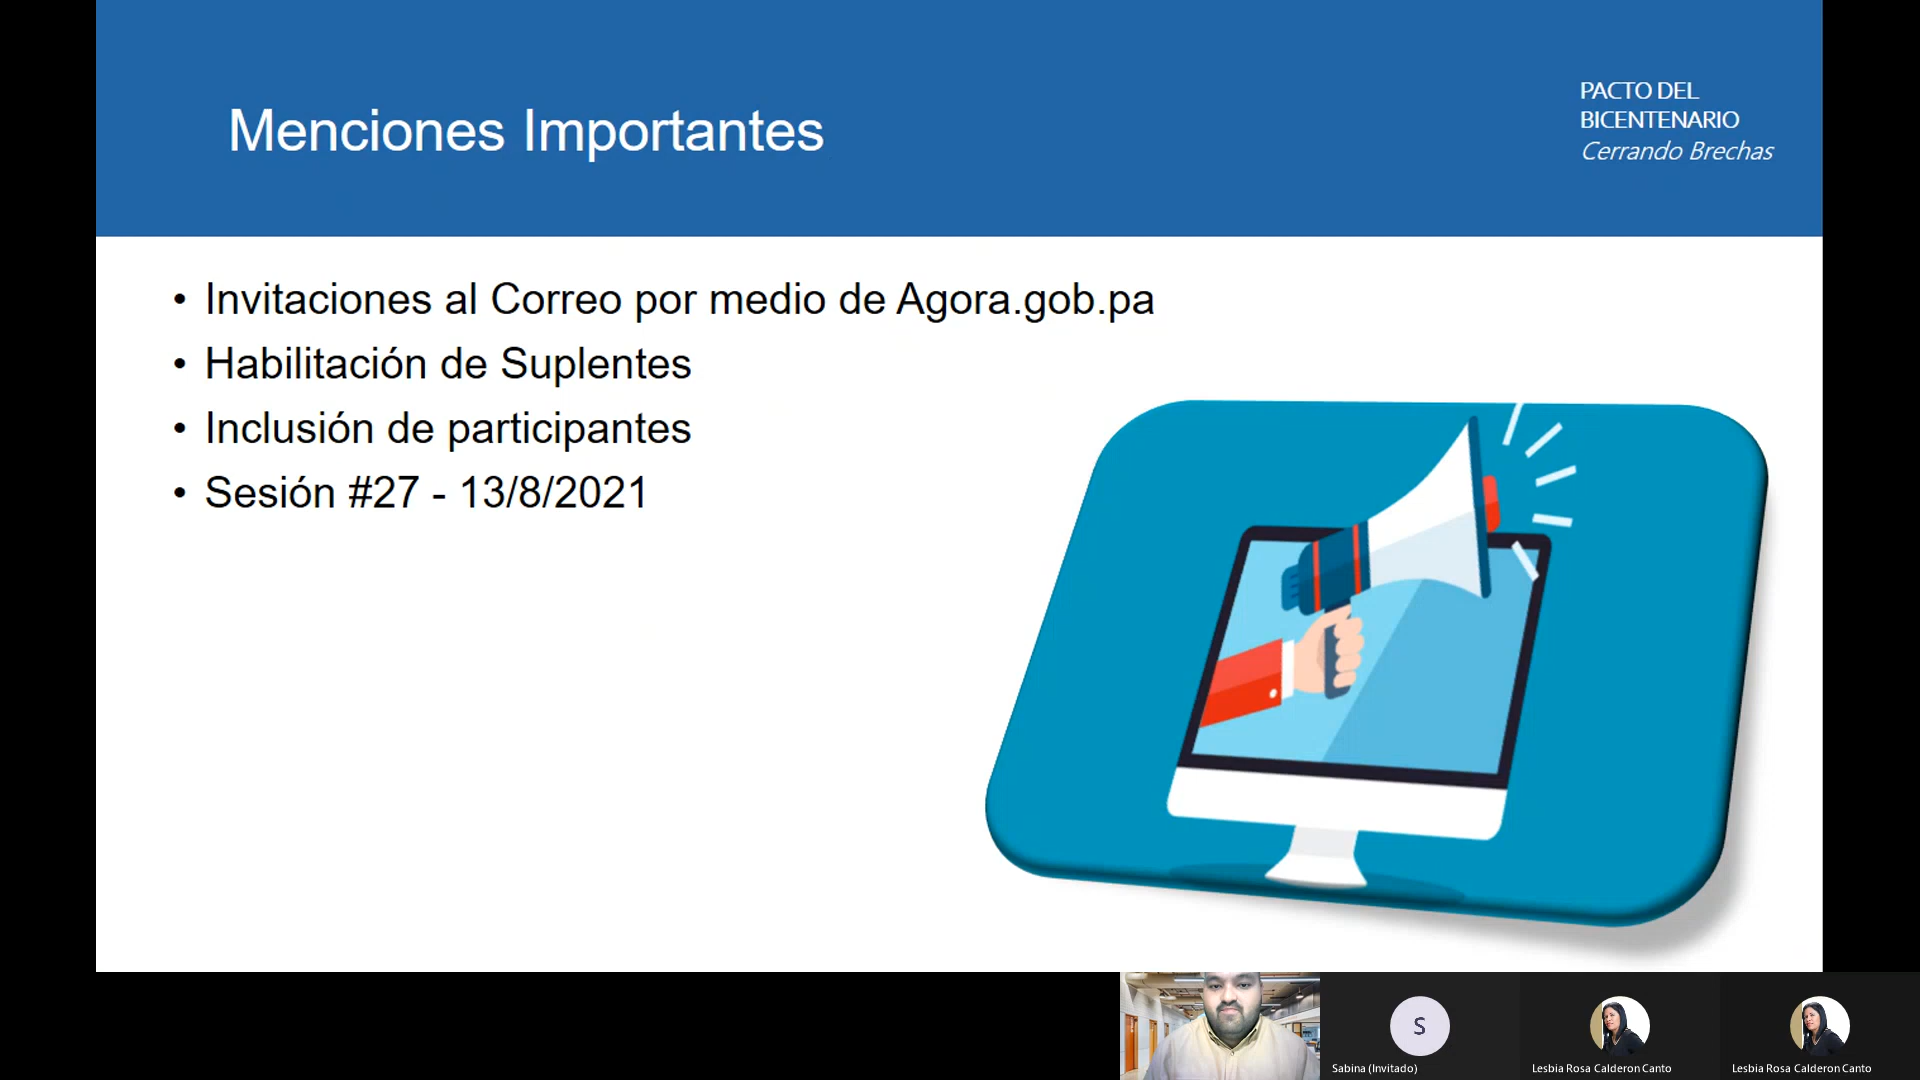 Menciones Importantes
PACTO DEL
BICENTENARIO
Cerrando Brechas
• Invitaciones al Correo por medio de Agora.gob.pa
• Habilitación de Suplentes
• Inclusión de participantes
• Sesión #27 - 13/8/2021
S
Sabina (Invitado)
Lesbia Rosa Calderon Canto
Lesbia Rosa Calderon Canto